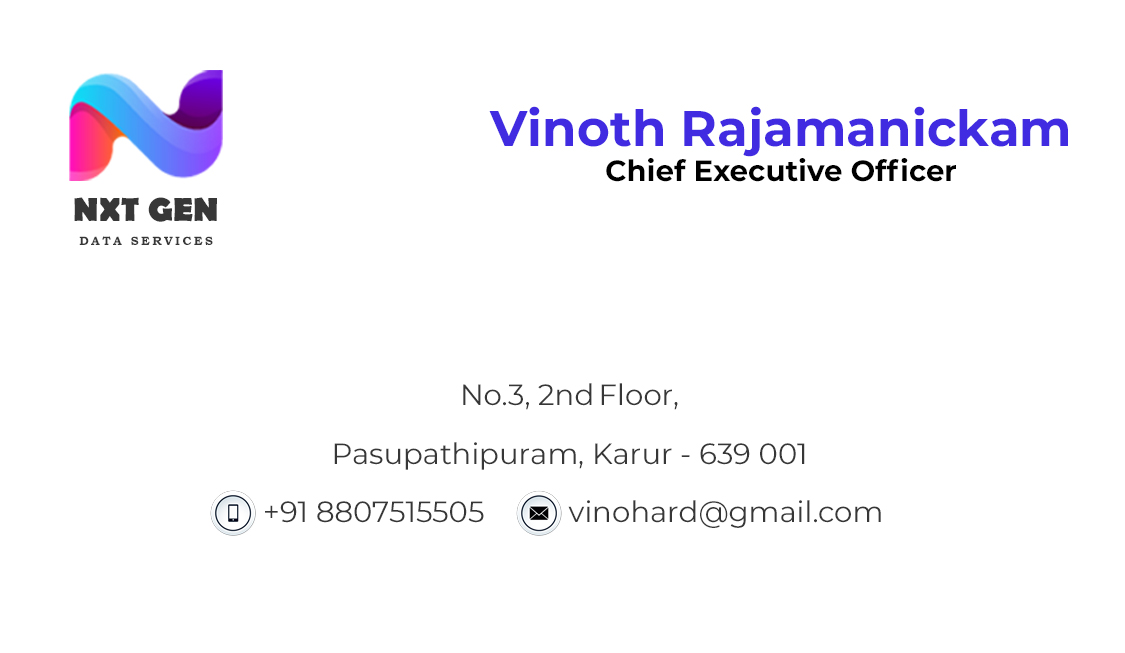 NXT GEN
DATA SERVICES
Vinoth Rajamanickam
Chief Executive Officer
No.3, 2nd Floor,
Pasupathipuram, Karur - 639 001
+91 8807515505 vinohard@gmail.com